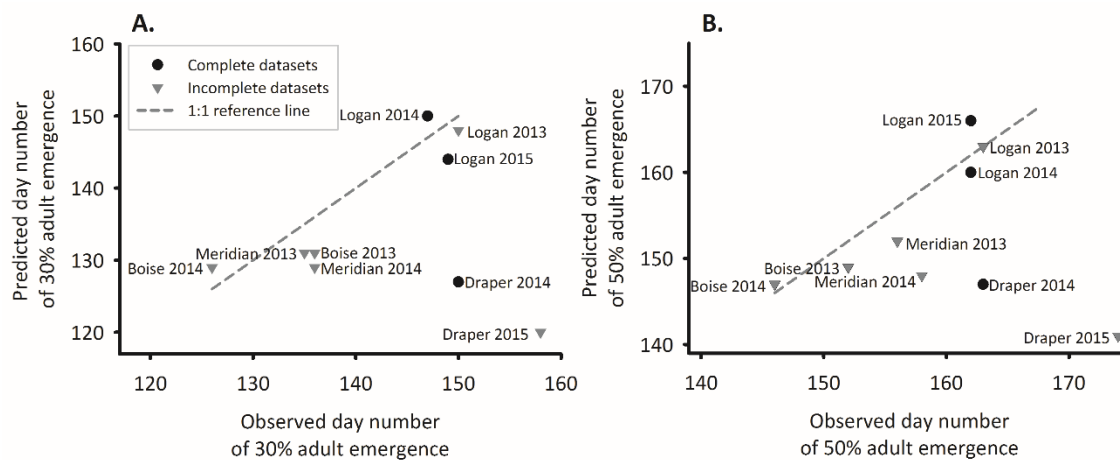 A.
160
150
140
130
120
Predicted day number
of 30% adult emergence
Complete datasets
Incomplete datasets
1:1 reference line
Logan 2014
Logan 2013
Logan 2015
Meridian 2013
Boise 2013
Boise 2014
Meridian 2014
Draper 2014
Draper 2015
120
130
140
150
160
Observed day number
of 30% adult emergence
B.
170
160
150
140
Predicted day number
of 50% adult emergence
Logan 2015
Logan 2013
Logan 2014
Meridian 2013
Boise 2013
Meridian 2014
Boise 2014
Draper 2014
Draper 2015
140
150
160
170
Observed day number
of 50% adult emergence